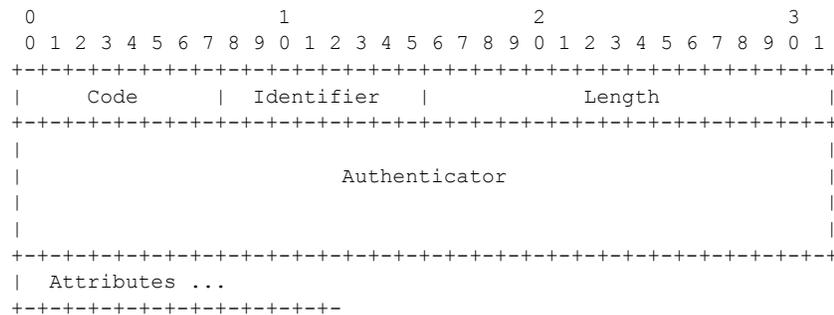 0                   1                   2                   3
 0 1 2 3 4 5 6 7 8 9 0 1 2 3 4 5 6 7 8 9 0 1 2 3 4 5 6 7 8 9 0 1
+-+-+-+-+-+-+-+-+-+-+-+-+-+-+-+-+-+-+-+-+-+-+-+-+-+-+-+-+-+-+-+-+
|     Code      |  Identifier   |            Length             |
+-+-+-+-+-+-+-+-+-+-+-+-+-+-+-+-+-+-+-+-+-+-+-+-+-+-+-+-+-+-+-+-+
|                                                               |
|                         Authenticator                         |
|                                                               |
|                                                               |
+-+-+-+-+-+-+-+-+-+-+-+-+-+-+-+-+-+-+-+-+-+-+-+-+-+-+-+-+-+-+-+-+
|  Attributes ...
+-+-+-+-+-+-+-+-+-+-+-+-+-